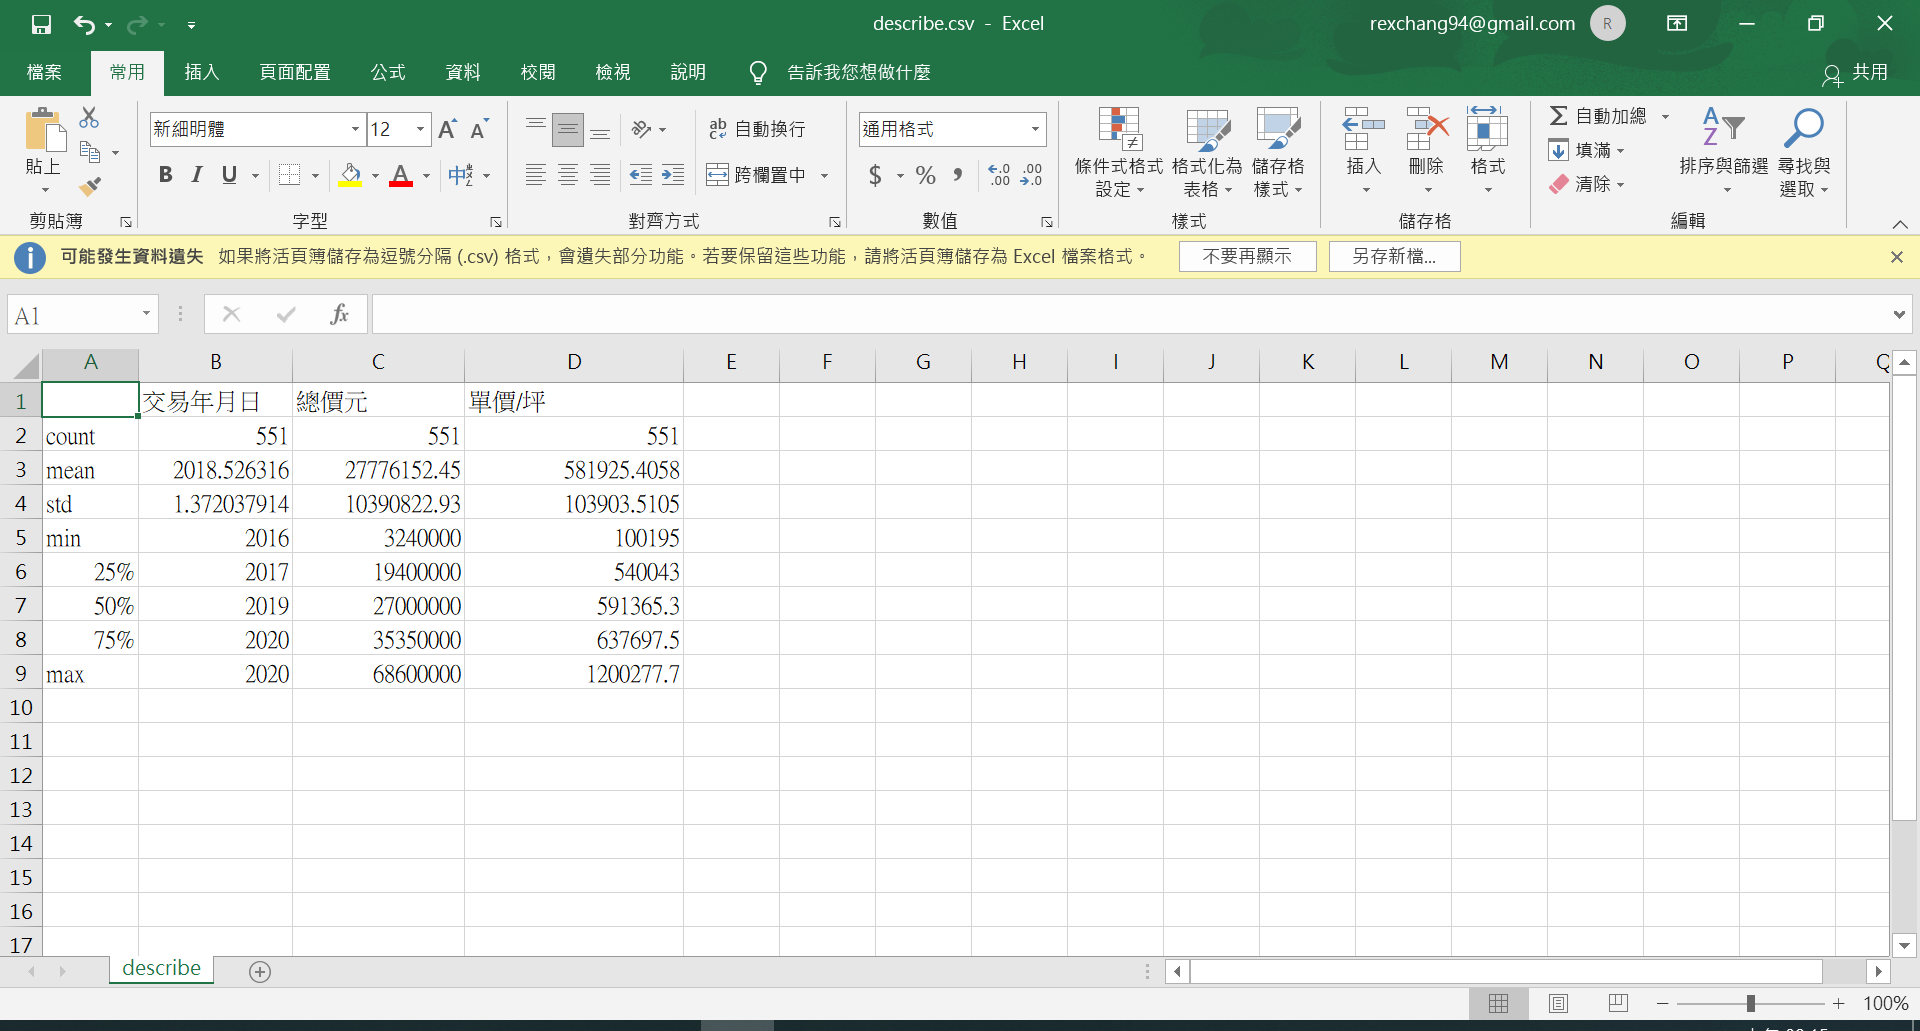 describe.csv - Excel
rexchang94@gmail.com R
檔案 常用 插入 頁面配置 公式 資料 校閱 檢視 說明 告訴我您想做什麼 共用
貼上
剪貼簿
新細明體 12
B I U A
字型
自動換行
跨欄置中
對齊方式
通用格式
$ %
數值
條件式格式設定
格式化為表格
儲存格樣式
樣式
插入
刪除
格式
儲存格
自動加總
填滿
清除
排序與篩選
尋找與選取
編輯
可能發生資料遺失 如果將活頁簿儲存為逗號分隔 (.csv) 格式，會遺失部分功能。若要保留這些功能，請將活頁簿儲存為 Excel 檔案格式。 不要再顯示 另存新檔...
A1 fx
A B C D E F G H I J K L M N O P Q
1 交易年月日 總價元 單價/坪
2 count 551 551 551
3 mean 2018.526316 27776152.45 581925.4058
4 std 1.372037914 10390822.93 103903.5105
5 min 2016 3240000 100195
6 25% 2017 19400000 540043
7 50% 2019 27000000 591365.3
8 75% 2020 35350000 637697.5
9 max 2020 68600000 1200277.7
10
11
12
13
14
15
16
17
describe
100%